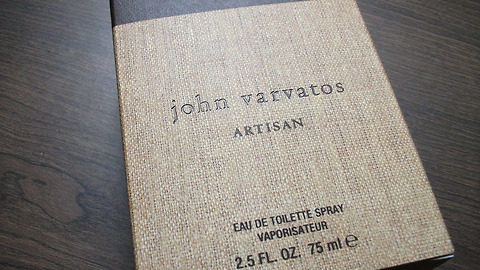 john varvatos
ARTISAN
EAU DE TOILETTE SPRAY
VAPORISATEUR
2.5 FL. OZ. 75 ml ℮